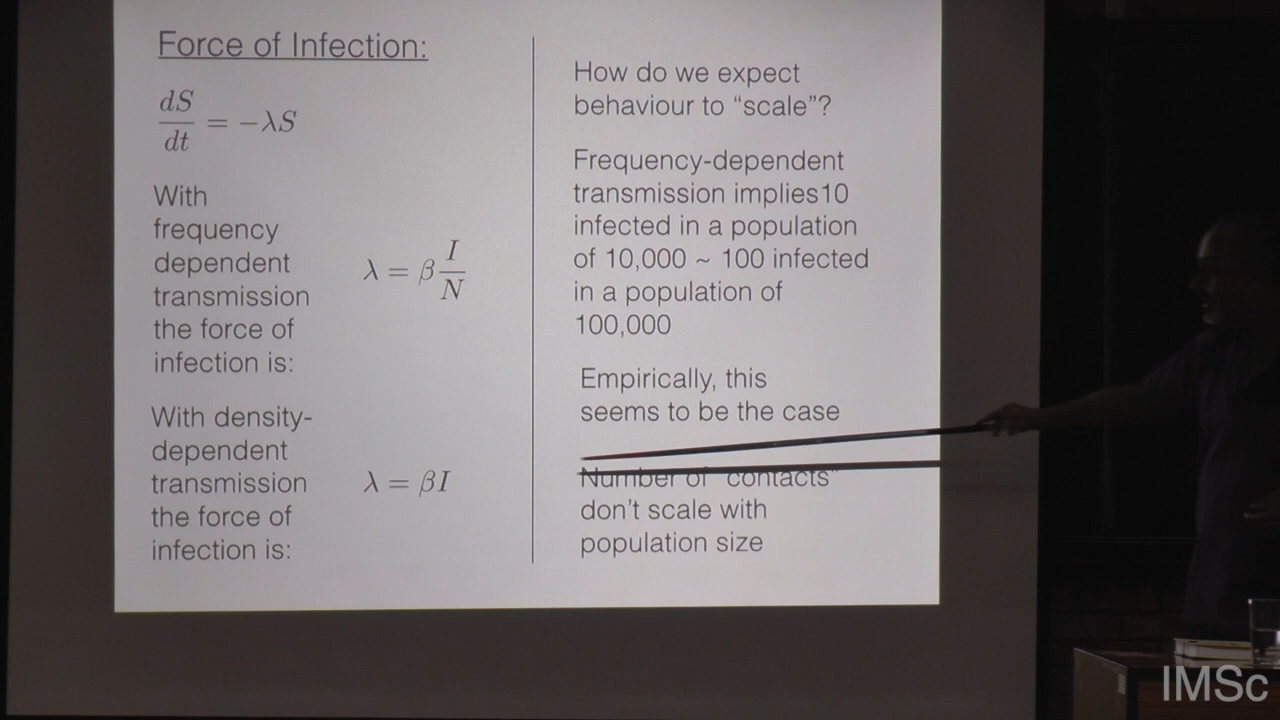 Force of Infection:
dS/dt = −λS
With
frequency
dependent
transmission
the force of
infection is:
λ = β I/N
With density-
dependent
transmission
the force of
infection is:
λ = βI
How do we expect
behaviour to “scale”?
Frequency-dependent
transmission implies10
infected in a population
of 10,000 ~ 100 infected
in a population of
100,000
Empirically, this
seems to be the case
Number of “contacts”
don’t scale with
population size
IMSc